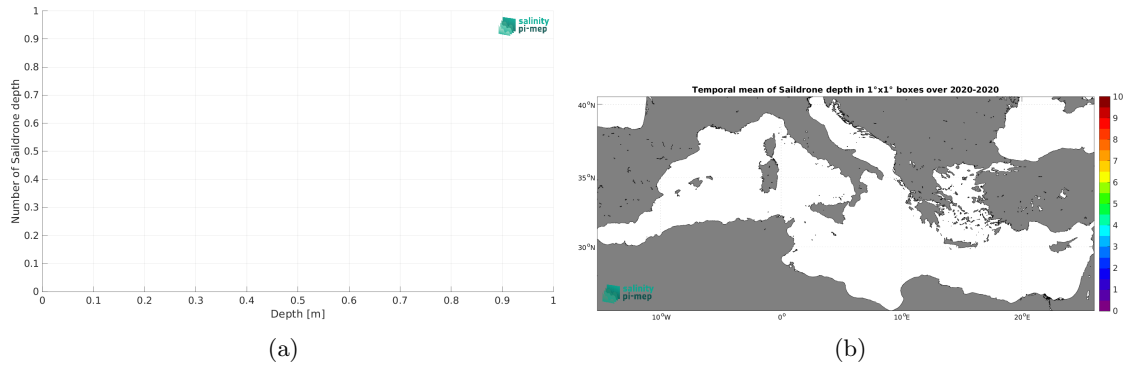 1
0.9
0.8
0.7
0.6
0.5
0.4
0.3
0.2
0.1
0
Number of Saildrone depth
0 0.1 0.2 0.3 0.4 0.5 0.6 0.7 0.8 0.9 1
Depth [m]
salinity
pi-mep
(a)
Temporal mean of Saildrone depth in 1°x1° boxes over 2020-2020
40°N
35°N
30°N
10°W 0° 10°E 20°E
salinity
pi-mep
10
9
8
7
6
5
4
3
2
1
0
(b)